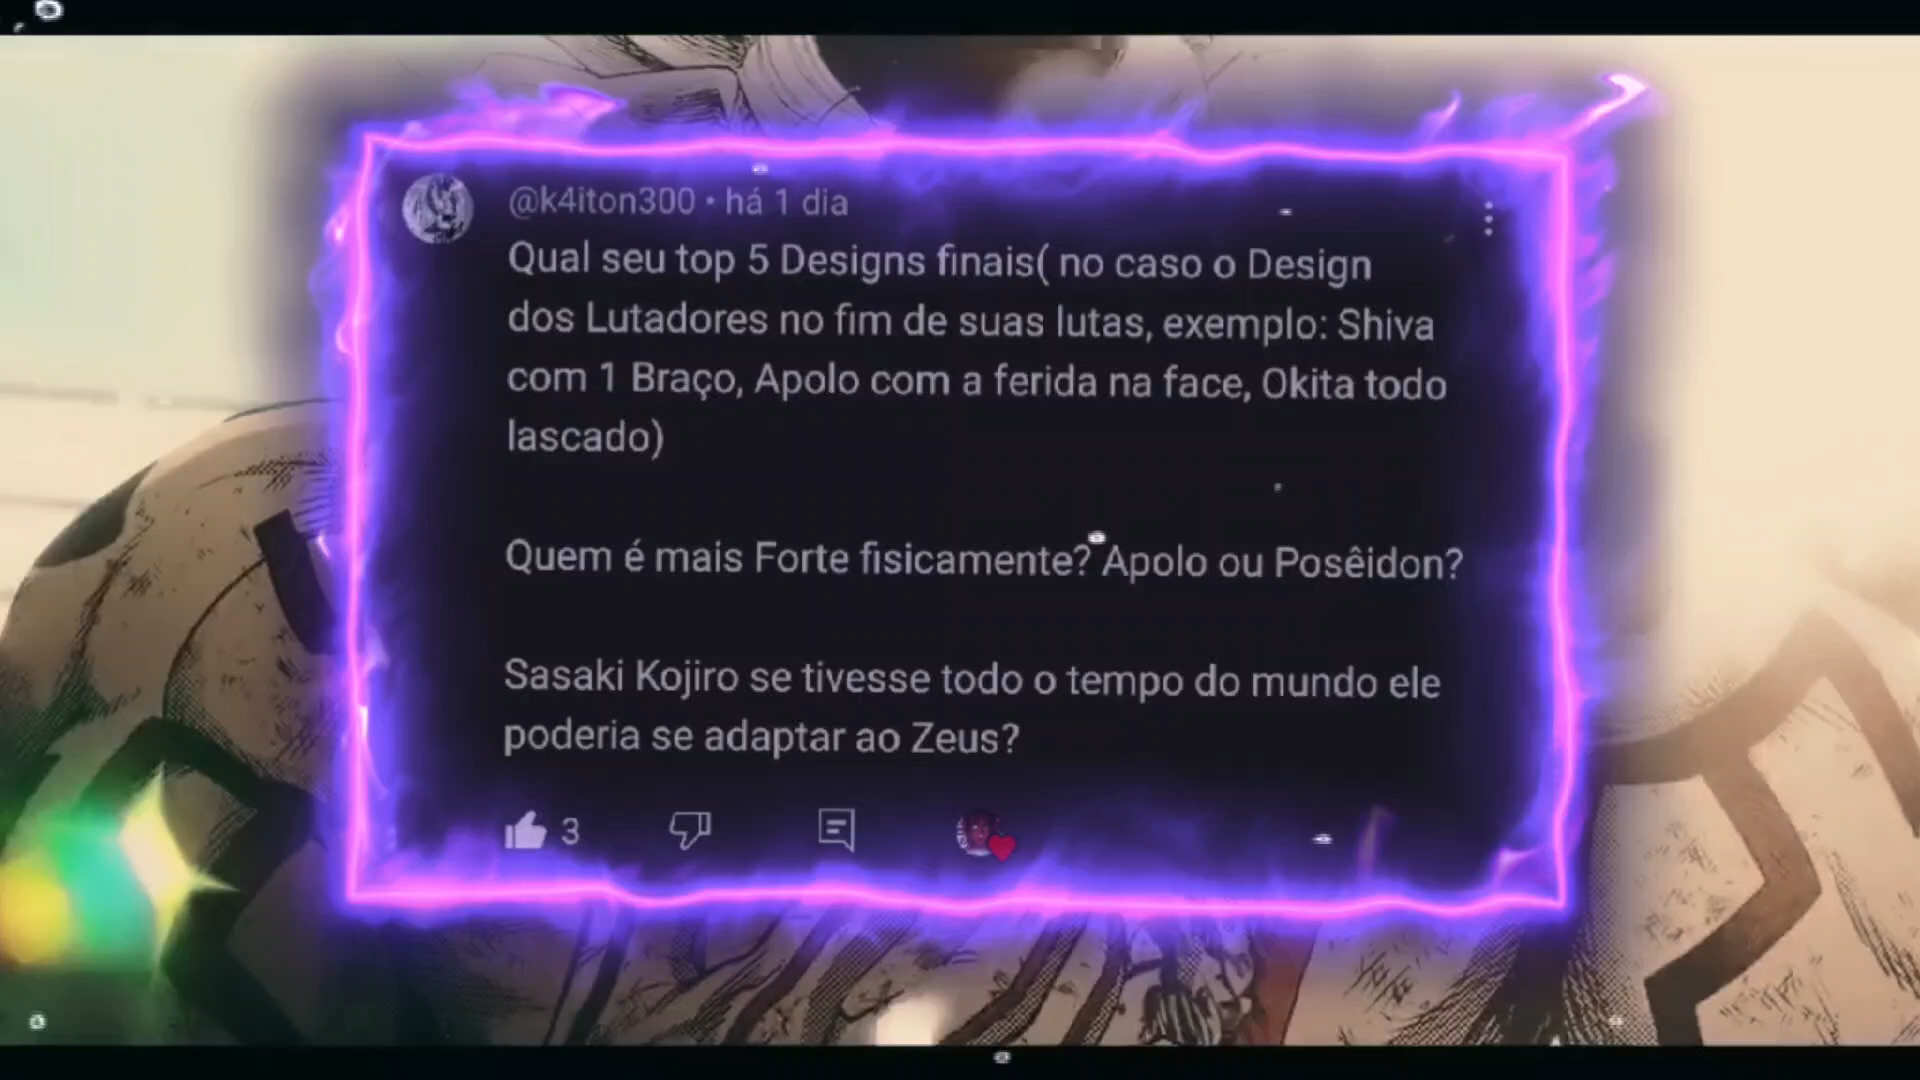 @k4iton300 • há 1 dia
Qual seu top 5 Designs finais( no caso o Design
dos Lutadores no fim de suas lutas, exemplo: Shiva
com 1 Braço, Apolo com a ferida na face, Okita todo
lascado)
Quem é mais Forte fisicamente? Apolo ou Posêidon?
Sasaki Kojiro se tivesse todo o tempo do mundo ele
poderia se adaptar ao Zeus?
3